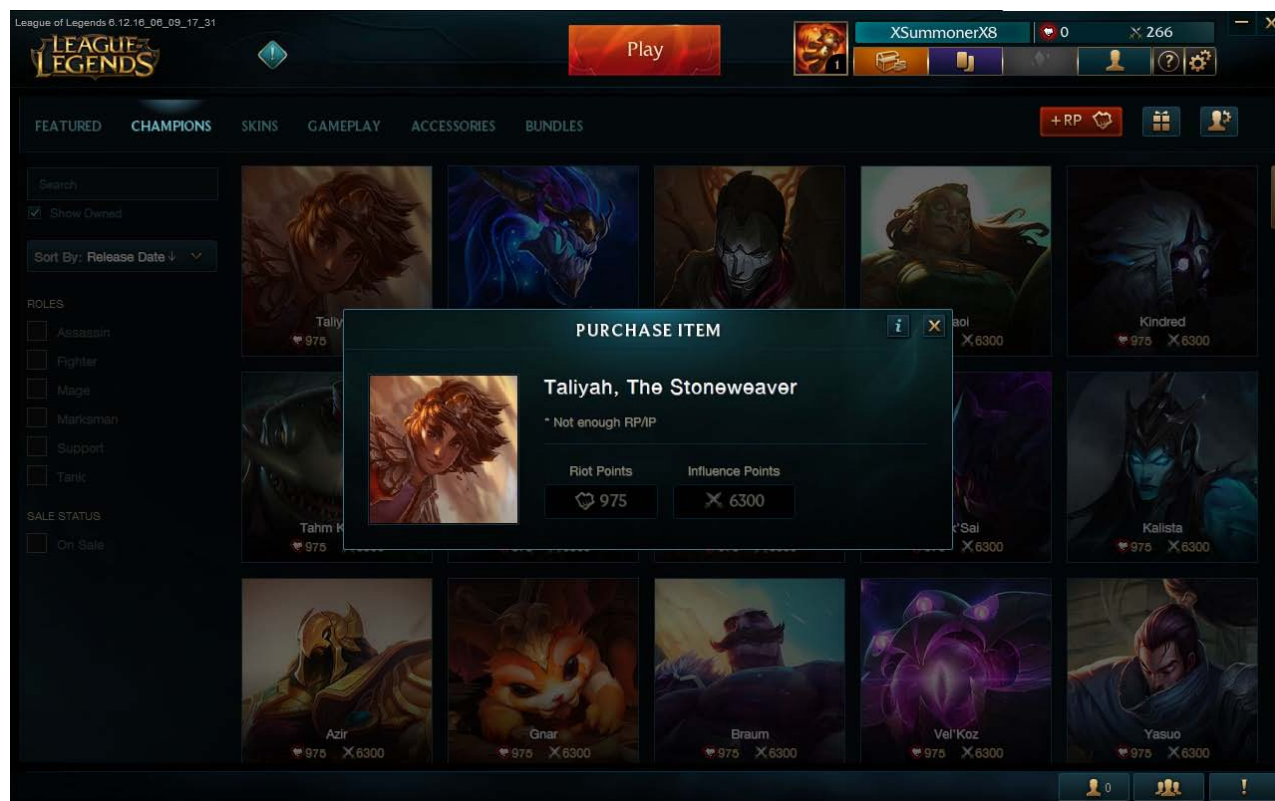 League of Legends 6.12.16_06_09_17_31
LEAGUE of LEGENDS
Play
1
XSummonerX8
0
266
FEATURED CHAMPIONS SKINS GAMEPLAY ACCESSORIES BUNDLES
+RP
Search
Show Owned
Sort By: Release Date
ROLES
Assassin
Fighter
Mage
Marksman
Support
Tank
SALE STATUS
On Sale
Taliy
975
aoi
6300
Kindred
975 6300
PURCHASE ITEM
Taliyah, The Stoneweaver
* Not enough RP/IP
Riot Points Influence Points
975 6300
Tahm K
975
'Sai
6300
Kalista
975 6300
Azir
975 6300
Gnar
975 6300
Braum
975 6300
Vel'Koz
975 6300
Yasuo
975 6300
0